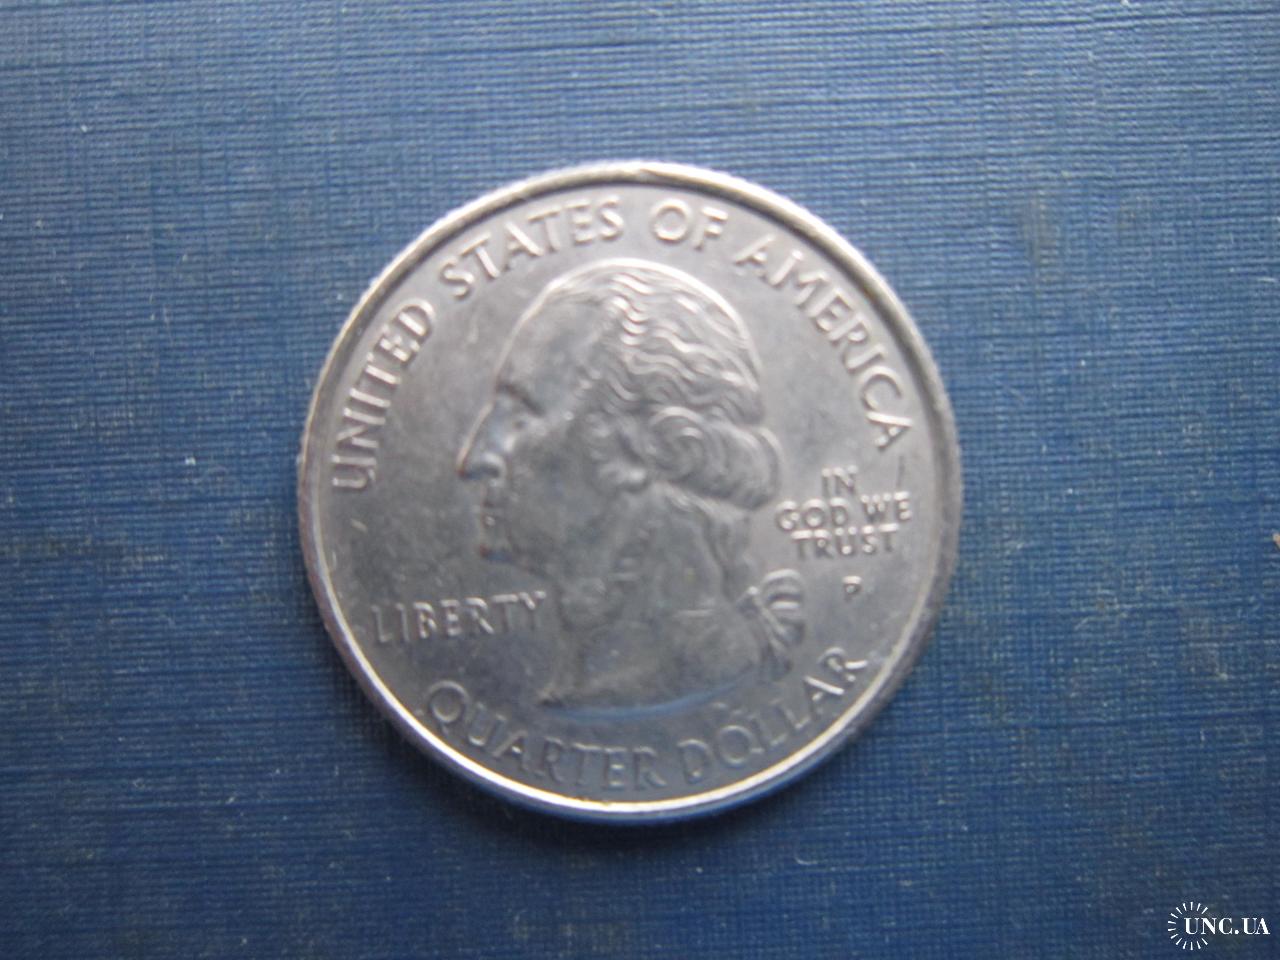 UNITED STATES OF AMERICA
IN
GOD WE
TRUST
P
LIBERTY
QUARTER DOLLAR
UNC.UA